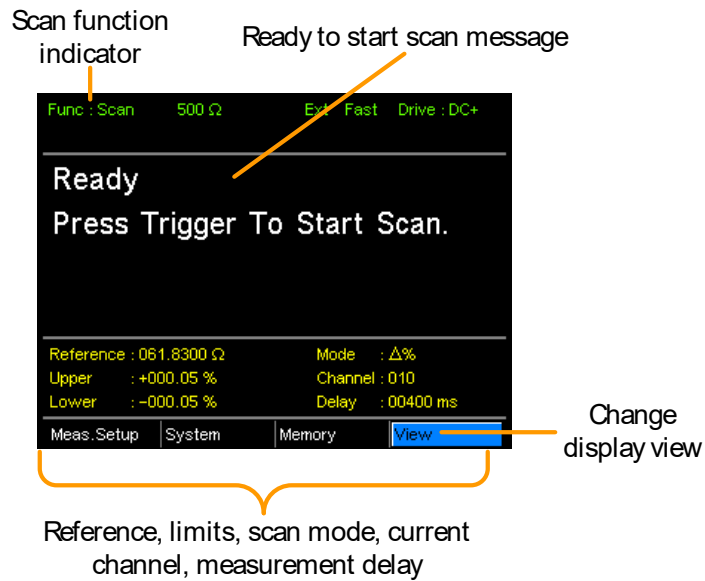 Scan function
indicator
Ready to start scan message
Func : Scan 500 Ω Ext Fast Drive : DC+
Ready
Press Trigger To Start Scan.
Reference : 061.8300 Ω Mode : Δ%
Upper : +000.05 % Channel : 010
Lower : -000.05 % Delay : 00400 ms
Meas.Setup System Memory View
Change
display view
Reference, limits, scan mode, current
channel, measurement delay